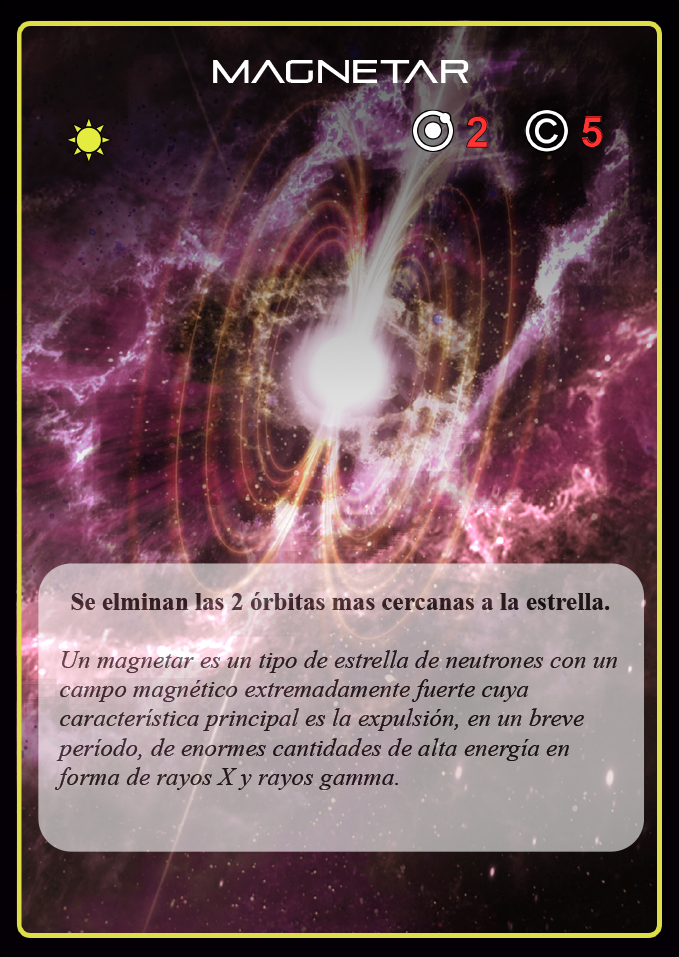 MAGNETAR
2 © 5
Se elminan las 2 órbitas mas cercanas a la estrella.
Un magnetar es un tipo de estrella de neutrones con un
campo magnético extremadamente fuerte cuya
característica principal es la expulsión, en un breve
período, de enormes cantidades de alta energía en
forma de rayos X y rayos gamma.